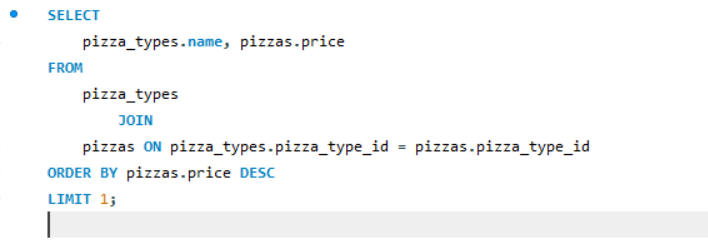 SELECT
pizza_types.name, pizzas.price
FROM
pizza_types
JOIN
pizzas ON pizza_types.pizza_type_id = pizzas.pizza_type_id
ORDER BY pizzas.price DESC
LIMIT 1;